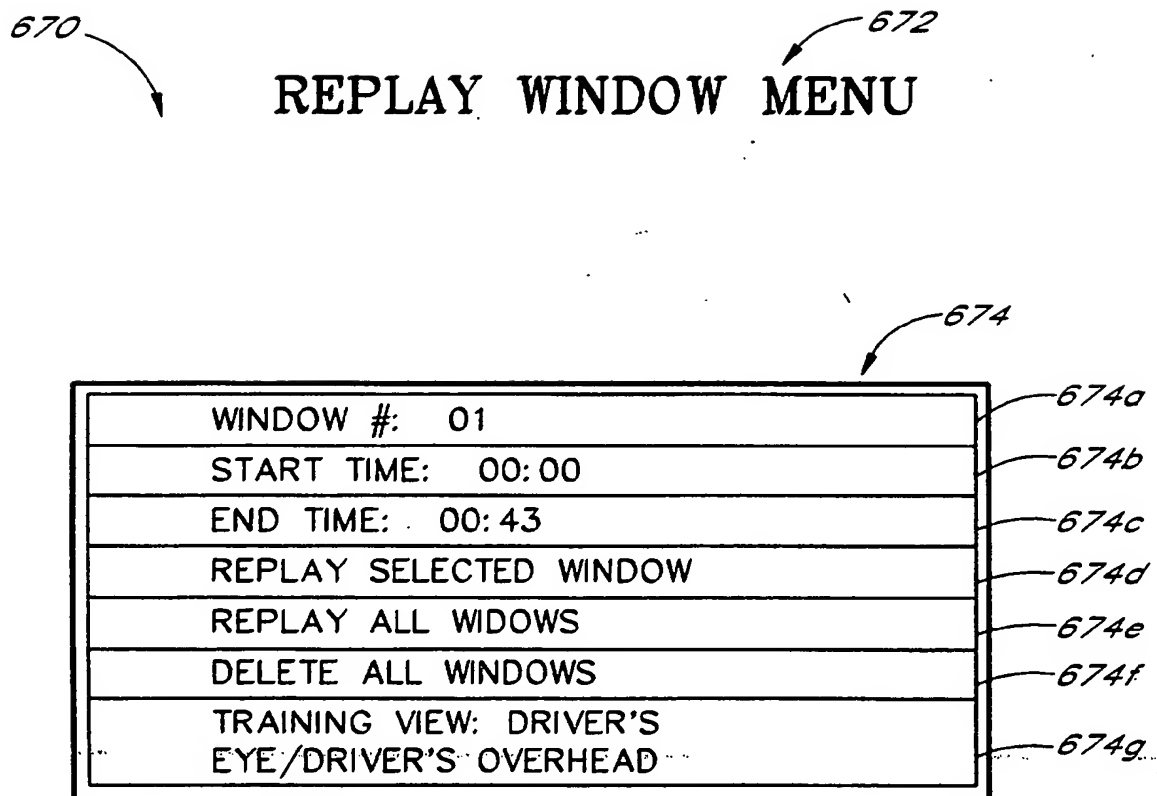 670
672
REPLAY WINDOW MENU
674
WINDOW #: 01
674a
START TIME: 00:00
674b
END TIME: 00:43
674c
REPLAY SELECTED WINDOW
674d
REPLAY ALL WIDOWS
674e
DELETE ALL WINDOWS
674f
TRAINING VIEW: DRIVER'S
EYE/DRIVER'S OVERHEAD
674g